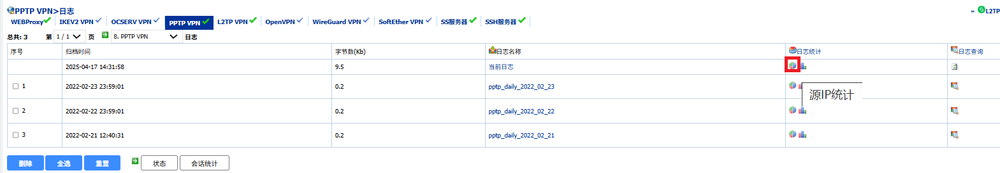 PPTP VPN>日志
» L2TP
WEBProxy IKEV2 VPN OCSERV VPN PPTP VPN L2TP VPN OpenVPN WireGuard VPN SoftEther VPN SS服务器 SSH服务器
总共: 3 第 1 / 1 页 8. PPTP VPN 日志
序号 归档时间 字节数(Kb) 日志名称 日志统计 日志查询
2025-04-17 14:31:58 9.5 当前日志
1 2022-02-23 23:59:01 0.2 pptp_daily_2022_02_23
源IP统计
2 2022-02-22 23:59:01 0.2 pptp_daily_2022_02_22
3 2022-02-21 12:40:31 0.2 pptp_daily_2022_02_21
删除 全选 重置 状态 会话统计